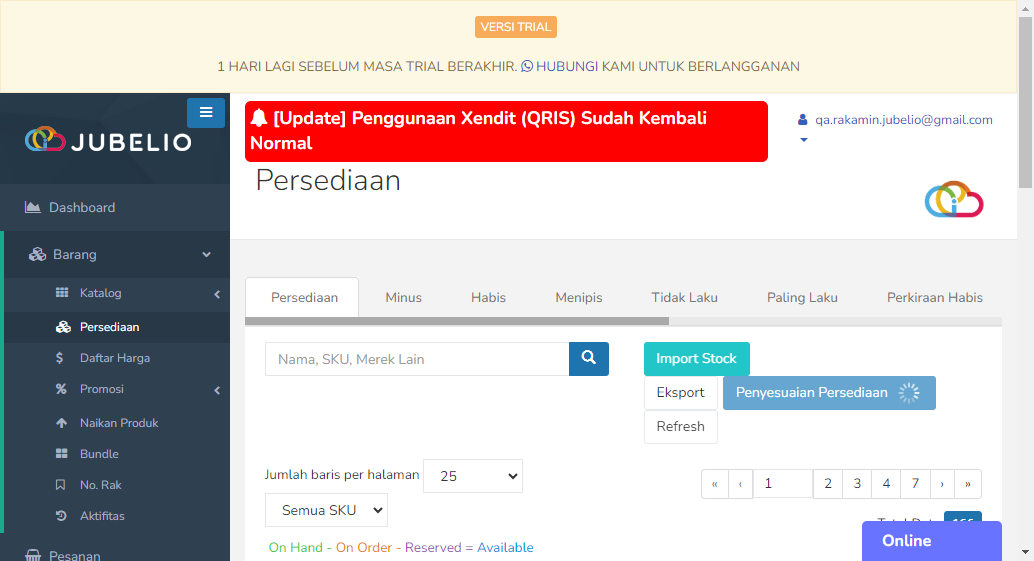 VERSI TRIAL
1 HARI LAGI SEBELUM MASA TRIAL BERAKHIR. HUBUNGI KAMI UNTUK BERLANGGANAN
JUBELIO
[Update] Penggunaan Xendit (QRIS) Sudah Kembali
Normal
qa.rakamin.jubelio@gmail.com
Persediaan
Dashboard
Barang
Katalog
Persediaan
Daftar Harga
Promosi
Naikan Produk
Bundle
No. Rak
Aktifitas
Pesanan
Persediaan Minus Habis Menipis Tidak Laku Paling Laku Perkiraan Habis
Nama, SKU, Merek Lain
Import Stock
Eksport Penyesuaian Persediaan
Refresh
Jumlah baris per halaman 25
« ‹ 1 2 3 4 7 › »
Semua SKU
On Hand - On Order - Reserved = Available
Online